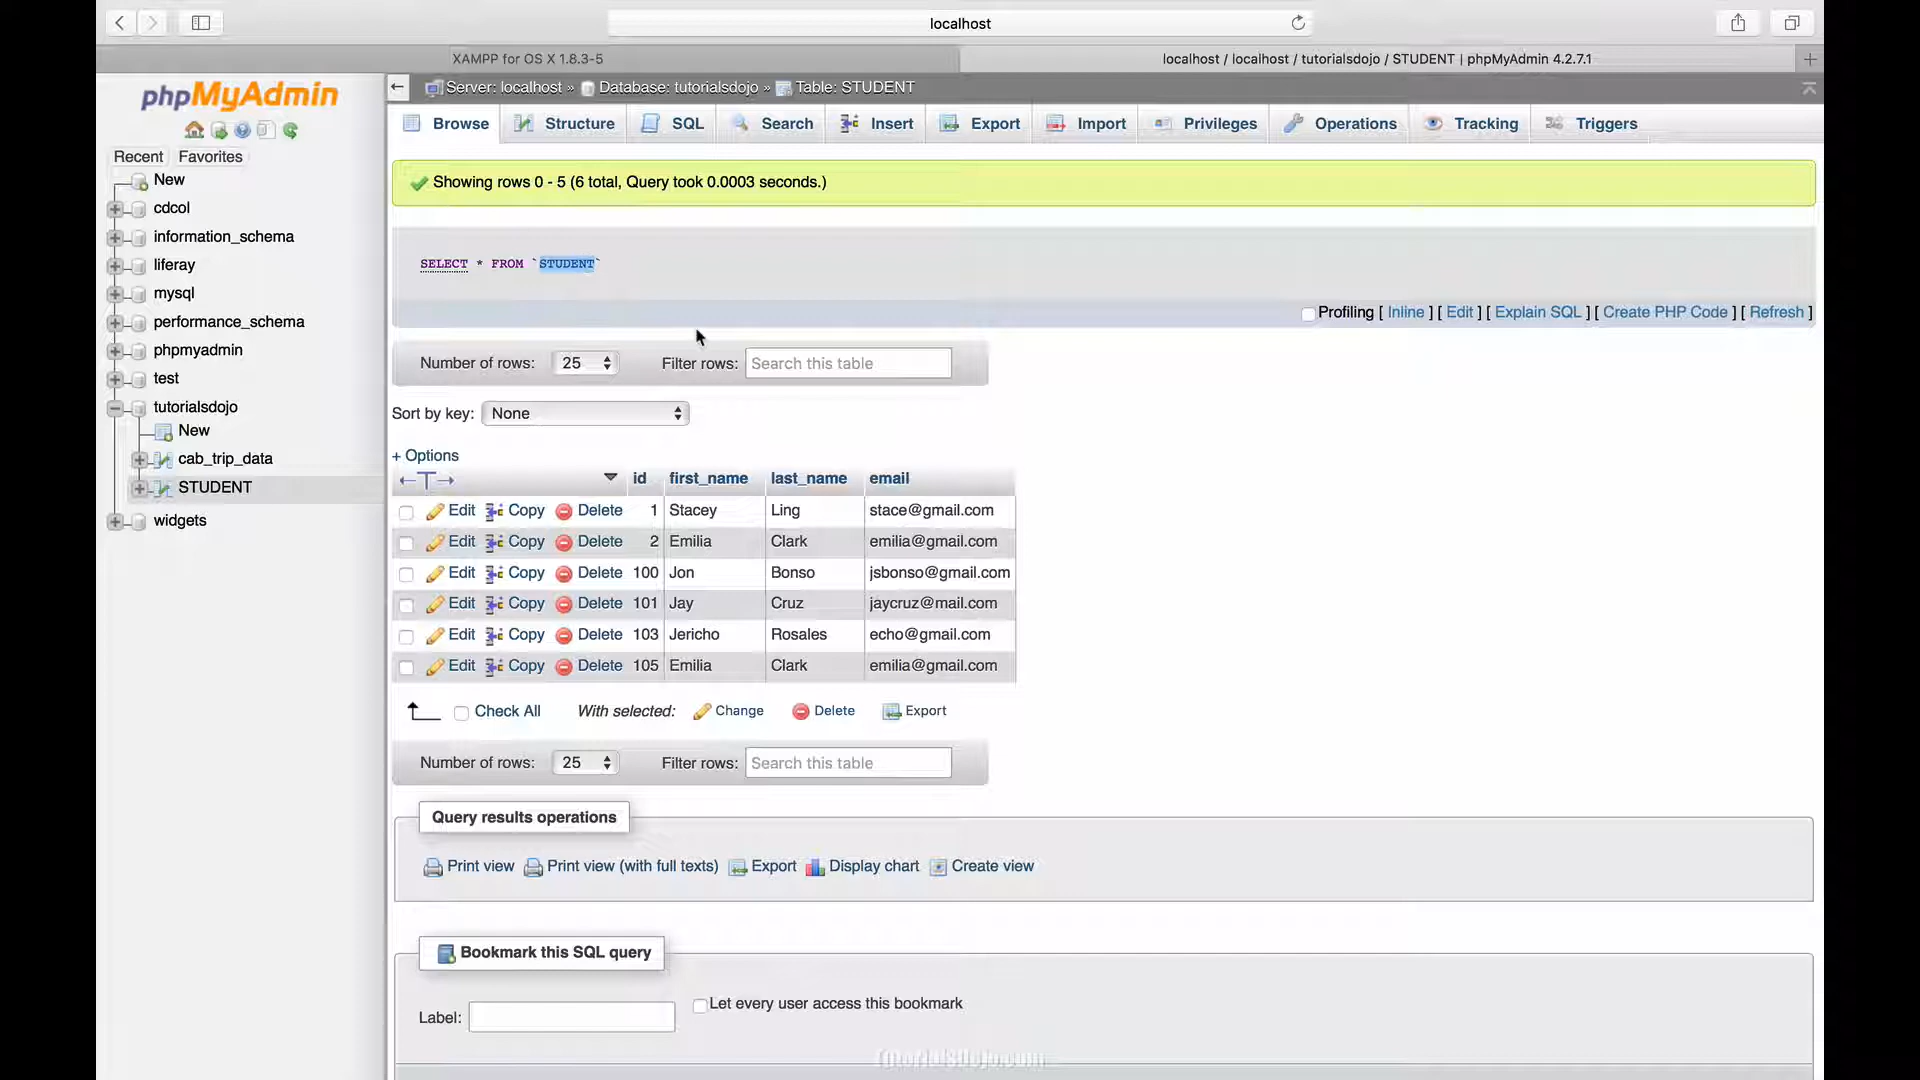 localhost
XAMPP for OS X 1.8.3-5
localhost / localhost / tutorialsdojo / STUDENT | phpMyAdmin 4.2.7.1
phpMyAdmin
Recent Favorites
New
cdcol
information_schema
liferay
mysql
performance_schema
phpmyadmin
test
tutorialsdojo
New
cab_trip_data
STUDENT
widgets
Server: localhost » Database: tutorialsdojo » Table: STUDENT
Browse Structure SQL Search Insert Export Import Privileges Operations Tracking Triggers
Showing rows 0 - 5 (6 total, Query took 0.0003 seconds.)
SELECT * FROM `STUDENT`
Profiling [ Inline ] [ Edit ] [ Explain SQL ] [ Create PHP Code ] [ Refresh ]
Number of rows: 25 Filter rows: Search this table
Sort by key: None
+ Options
id first_name last_name email
Edit Copy Delete 1 Stacey Ling stace@gmail.com
Edit Copy Delete 2 Emilia Clark emilia@gmail.com
Edit Copy Delete 100 Jon Bonso jsbonso@gmail.com
Edit Copy Delete 101 Jay Cruz jaycruz@mail.com
Edit Copy Delete 103 Jericho Rosales echo@gmail.com
Edit Copy Delete 105 Emilia Clark emilia@gmail.com
Check All With selected: Change Delete Export
Number of rows: 25 Filter rows: Search this table
Query results operations
Print view Print view (with full texts) Export Display chart Create view
Bookmark this SQL query
Label: Let every user access this bookmark
tutorialsdojo.com